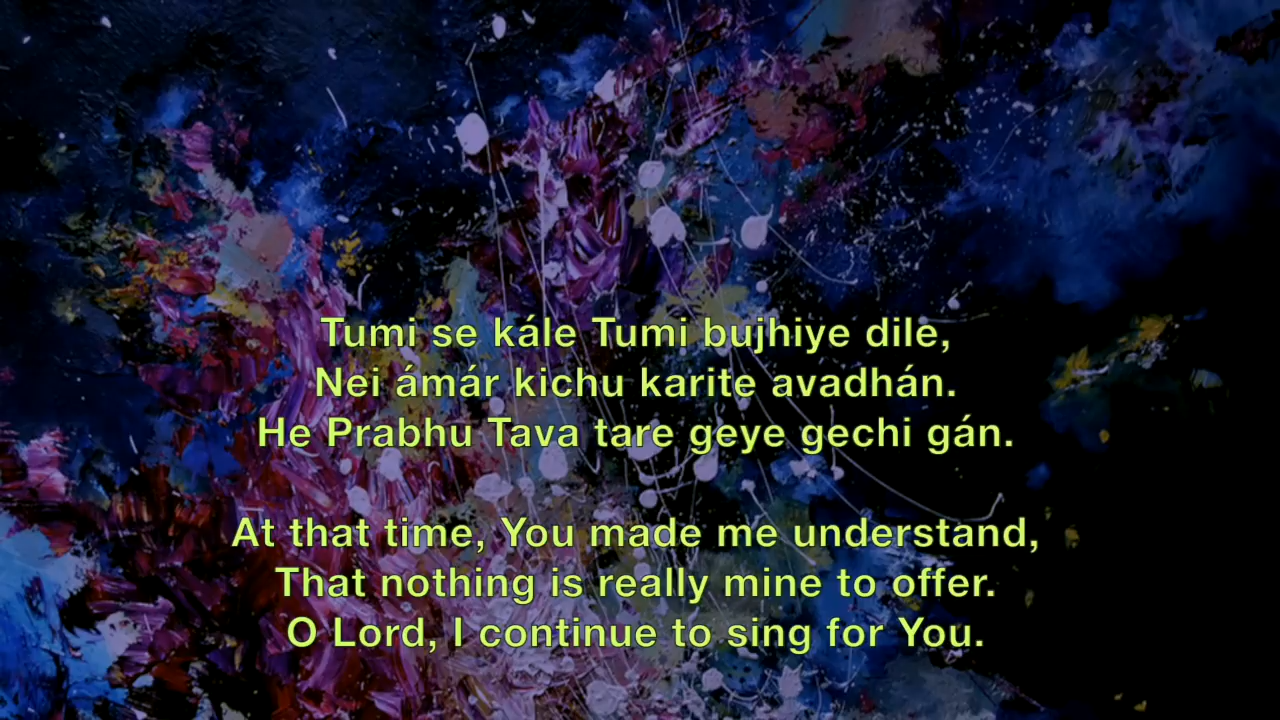 Tumi se kále Tumi bujhiye dile,
Nei ámár kichu karite avadhán.
He Prabhu Tava tare geye gechi gán.
At that time, You made me understand,
That nothing is really mine to offer.
O Lord, I continue to sing for You.